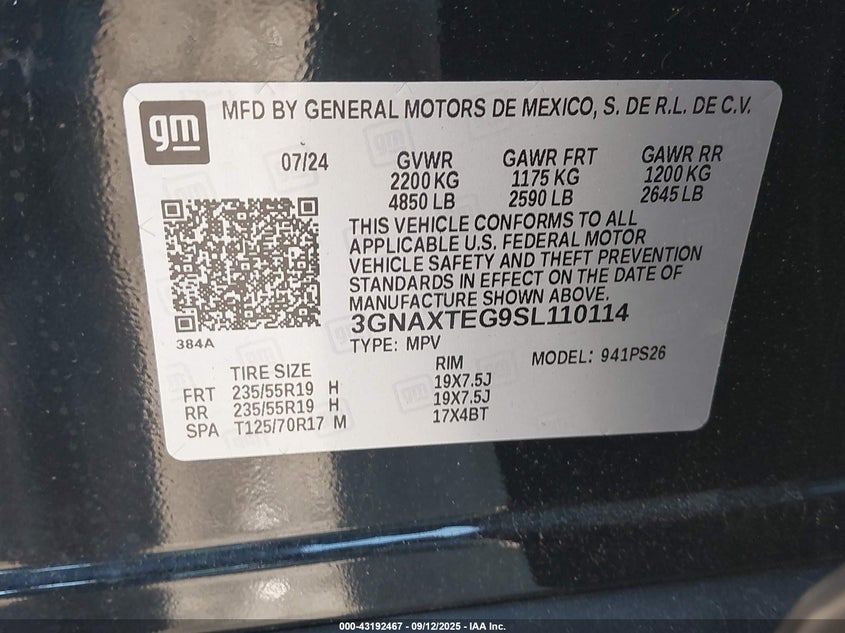 gm
MFD BY GENERAL MOTORS DE MEXICO, S. DE R.L. DE C.V.
07/24 GVWR GAWR FRT GAWR RR
2200 KG 1175 KG 1200 KG
4850 LB 2590 LB 2645 LB
THIS VEHICLE CONFORMS TO ALL
APPLICABLE U.S. FEDERAL MOTOR
VEHICLE SAFETY AND THEFT PREVENTION
STANDARDS IN EFFECT ON THE DATE OF
MANUFACTURE SHOWN ABOVE.
3GNAXTEG9SL110114
384A
TYPE: MPV MODEL: 941PS26
TIRE SIZE RIM
FRT 235/55R19 H 19X7.5J
RR 235/55R19 H 19X7.5J
SPA T125/70R17 M 17X4BT
000-43192467 - 09/12/2025 - IAA Inc.